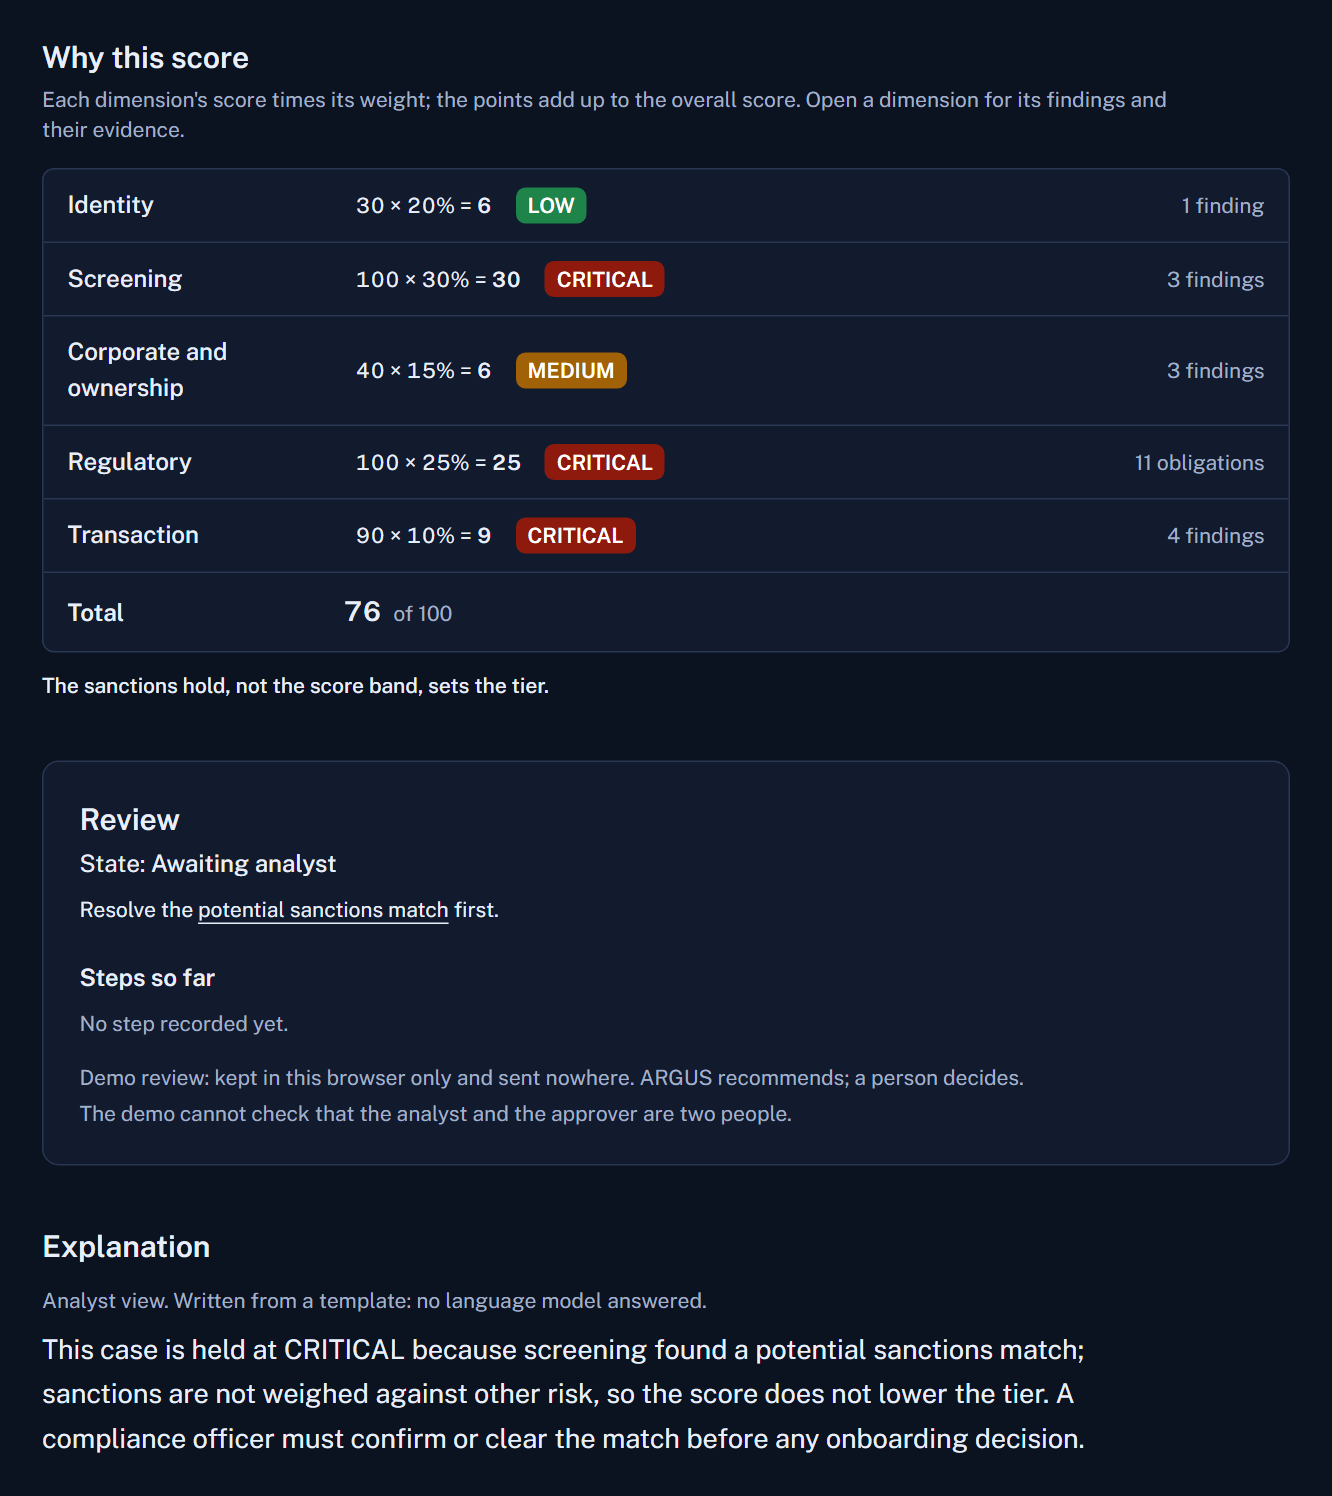 Why this score
Each dimension's score times its weight; the points add up to the overall score. Open a dimension for its findings and
their evidence.
Identity 30 × 20% = 6 LOW 1 finding
Screening 100 × 30% = 30 CRITICAL 3 findings
Corporate and
ownership 40 × 15% = 6 MEDIUM 3 findings
Regulatory 100 × 25% = 25 CRITICAL 11 obligations
Transaction 90 × 10% = 9 CRITICAL 4 findings
Total 76 of 100
The sanctions hold, not the score band, sets the tier.
Review
State: Awaiting analyst
Resolve the potential sanctions match first.
Steps so far
No step recorded yet.
Demo review: kept in this browser only and sent nowhere. ARGUS recommends; a person decides.
The demo cannot check that the analyst and the approver are two people.
Explanation
Analyst view. Written from a template: no language model answered.
This case is held at CRITICAL because screening found a potential sanctions match;
sanctions are not weighed against other risk, so the score does not lower the tier. A
compliance officer must confirm or clear the match before any onboarding decision.